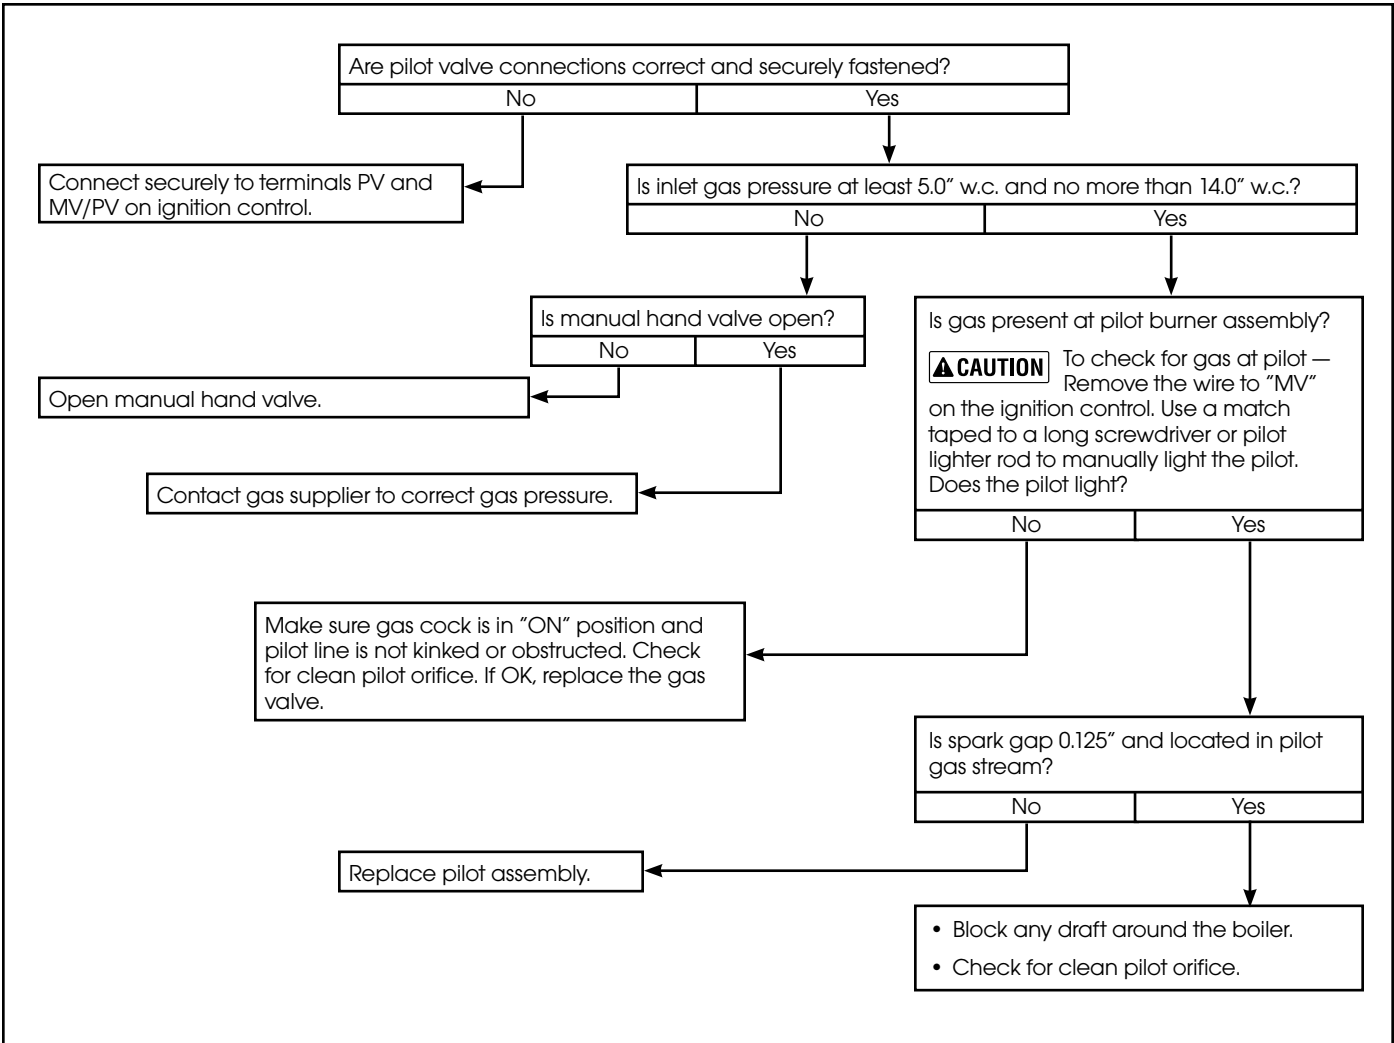 Are pilot valve connections correct and securely fastened?
No
Yes
Connect securely to terminals PV and
MV/PV on ignition control.
Is inlet gas pressure at least 5.0” w.c. and no more than 14.0” w.c.?
No
Yes
Is manual hand valve open?
No
Yes
Open manual hand valve.
Contact gas supplier to correct gas pressure.
Is gas present at pilot burner assembly?
CAUTION To check for gas at pilot —
Remove the wire to ”MV”
on the ignition control. Use a match
taped to a long screwdriver or pilot
lighter rod to manually light the pilot.
Does the pilot light?
No
Yes
Make sure gas cock is in ”ON” position and
pilot line is not kinked or obstructed. Check
for clean pilot orifice. If OK, replace the gas
valve.
Is spark gap 0.125” and located in pilot
gas stream?
No
Yes
Replace pilot assembly.
• Block any draft around the boiler.
• Check for clean pilot orifice.